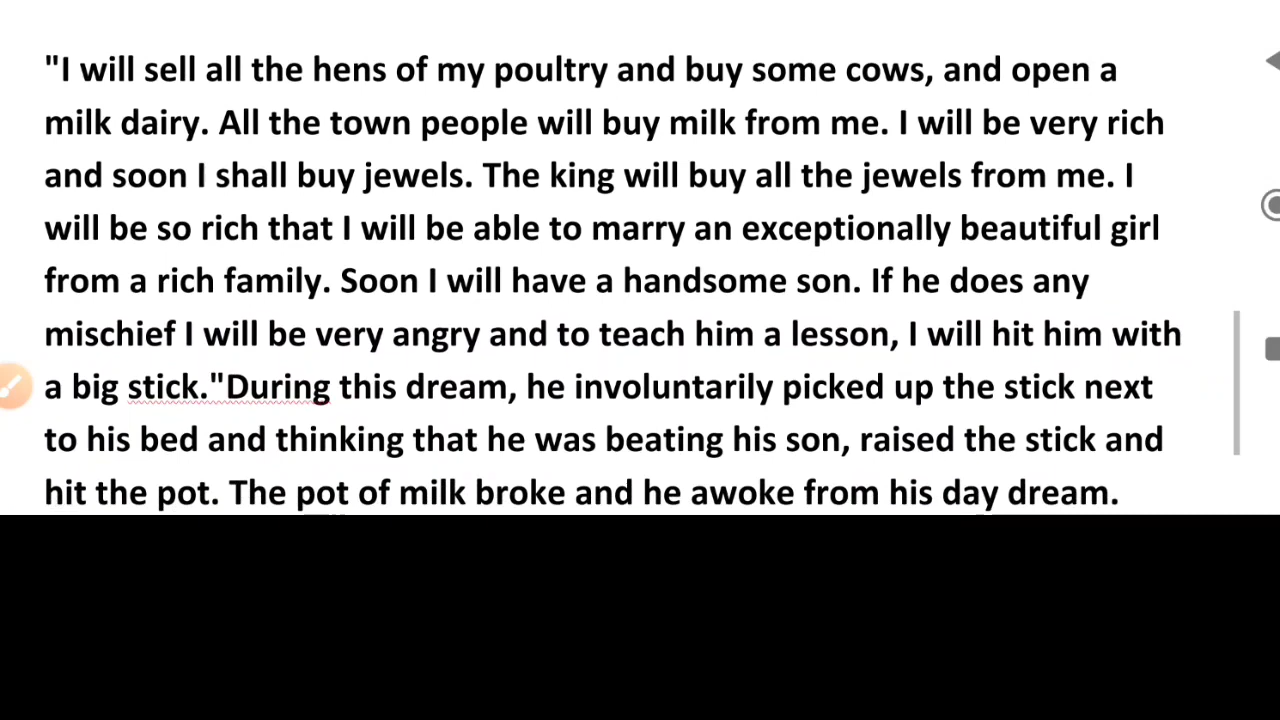 "I will sell all the hens of my poultry and buy some cows, and open a
milk dairy. All the town people will buy milk from me. I will be very rich
and soon I shall buy jewels. The king will buy all the jewels from me. I
will be so rich that I will be able to marry an exceptionally beautiful girl
from a rich family. Soon I will have a handsome son. If he does any
mischief I will be very angry and to teach him a lesson, I will hit him with
a big stick."During this dream, he involuntarily picked up the stick next
to his bed and thinking that he was beating his son, raised the stick and
hit the pot. The pot of milk broke and he awoke from his day dream.